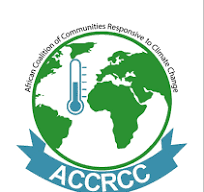 African Coalition of Communities Responsive to Climate Change
ACCRCC